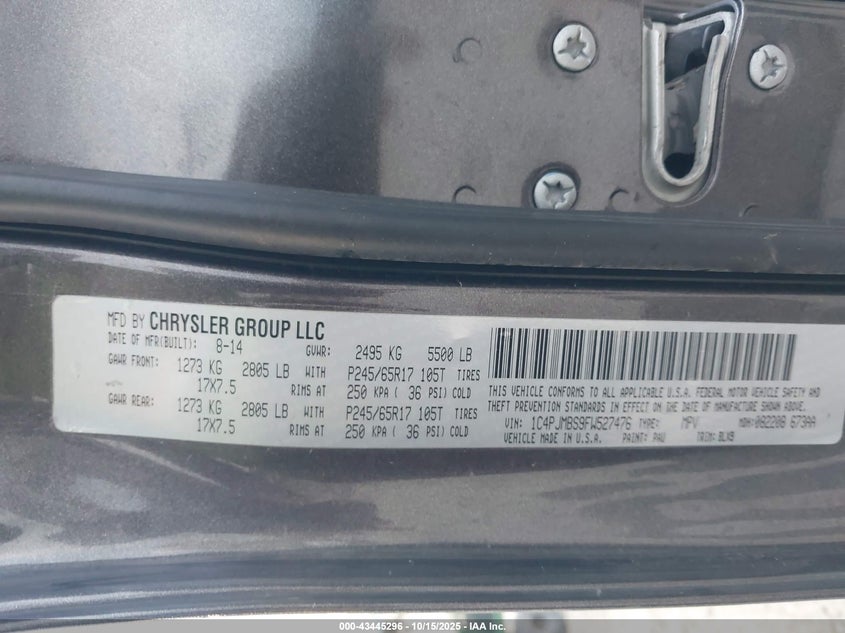 MFD BY CHRYSLER GROUP LLC
DATE OF MFR(BUILT): 8-14 GVWR: 2495 KG 5500 LB
GAWR FRONT: 1273 KG 2805 LB WITH P245/65R17 105T TIRES
17X7.5 RIMS AT 250 KPA ( 36 PSI) COLD
GAWR REAR: 1273 KG 2805 LB WITH P245/65R17 105T TIRES
17X7.5 RIMS AT 250 KPA ( 36 PSI) COLD
THIS VEHICLE CONFORMS TO ALL APPLICABLE U.S.A. FEDERAL MOTOR VEHICLE SAFETY AND
THEFT PREVENTION STANDARDS IN EFFECT ON THE DATE OF MANUFACTURE SHOWN ABOVE.
VIN: 1C4PJMBS9FW527476 TYPE: MPV MDH: 082208 673AA
VEHICLE MADE IN U.S.A. PAINT: PAU TRIM: BLX9
000-43445296 - 10/15/2025 - IAA Inc.